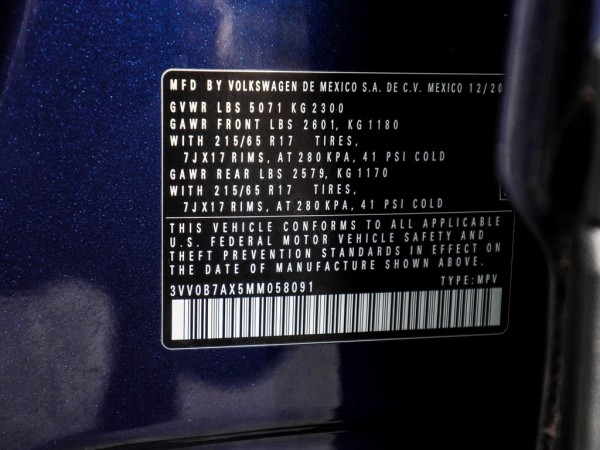 MFD BY VOLKSWAGEN DE MEXICO S.A. DE C.V. MEXICO 12/20
GVWR LBS 5071 KG 2300
GAWR FRONT LBS 2601, KG 1180
WITH 215/65 R17 TIRES,
7JX17 RIMS, AT 280 KPA, 41 PSI COLD
GAWR REAR LBS 2579, KG 1170
WITH 215/65 R17 TIRES,
7JX17 RIMS, AT 280 KPA, 41 PSI COLD
THIS VEHICLE CONFORMS TO ALL APPLICABLE
U.S. FEDERAL MOTOR VEHICLE SAFETY AND
THEFT PREVENTION STANDARDS IN EFFECT ON
THE DATE OF MANUFACTURE SHOWN ABOVE.
3VV0B7AX5MM058091 TYPE: MPV